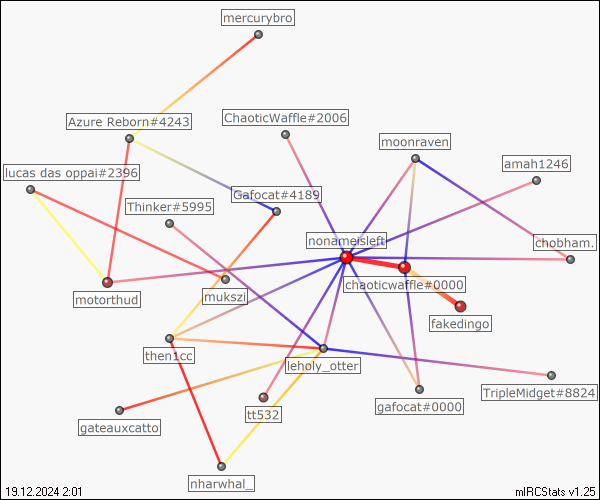 mercurybro
Azure Reborn#4243
ChaoticWaffle#2006
moonraven
amah1246
lucas das oppai#2396
Gafocat#4189
Thinker#5995
nonameisleft
chobham.
chaoticwaffle#0000
motorthud
mukszi
fakedingo
then1cc
leholy_otter
TripleMidget#8824
gafocat#0000
tt532
gateauxcatto
nharwhal_
19.12.2024 2:01
mIRCStats v1.25